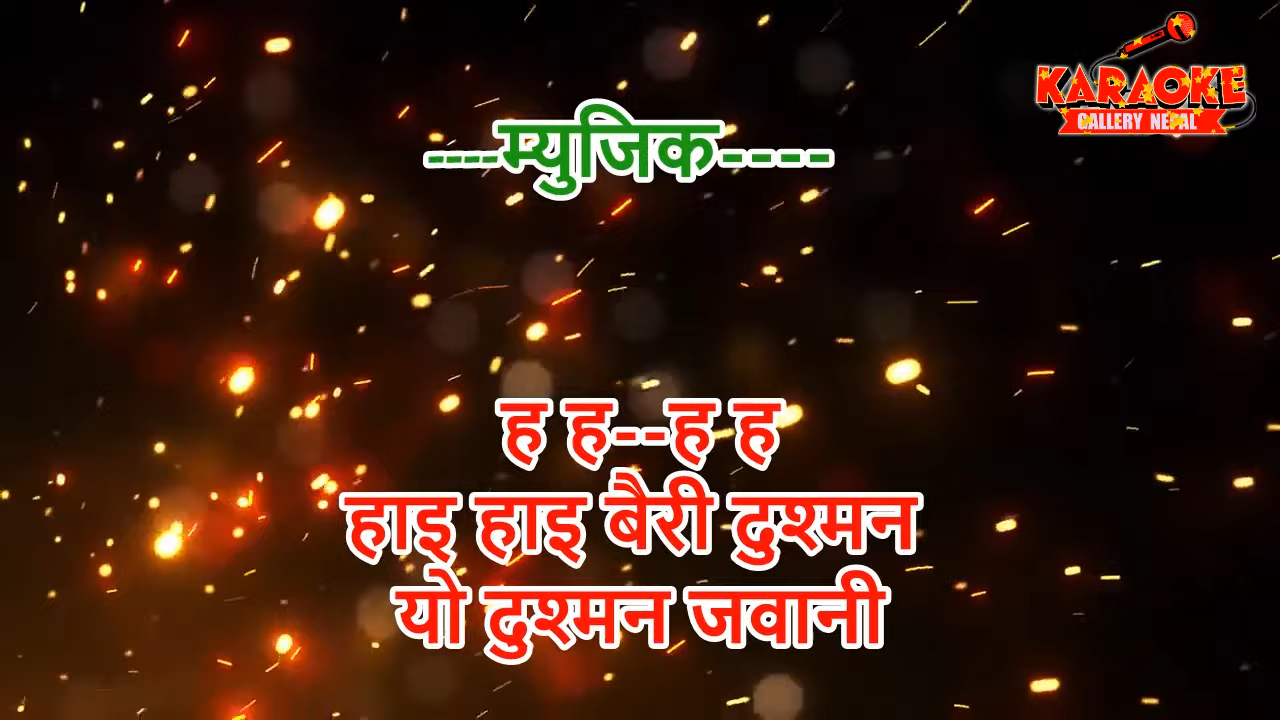 KARAOKE
GALLERY NEPAL
----म्युजिक----
ह ह--ह ह
हाइ हाइ बैरी दुश्मन
यो दुश्मन जवानी